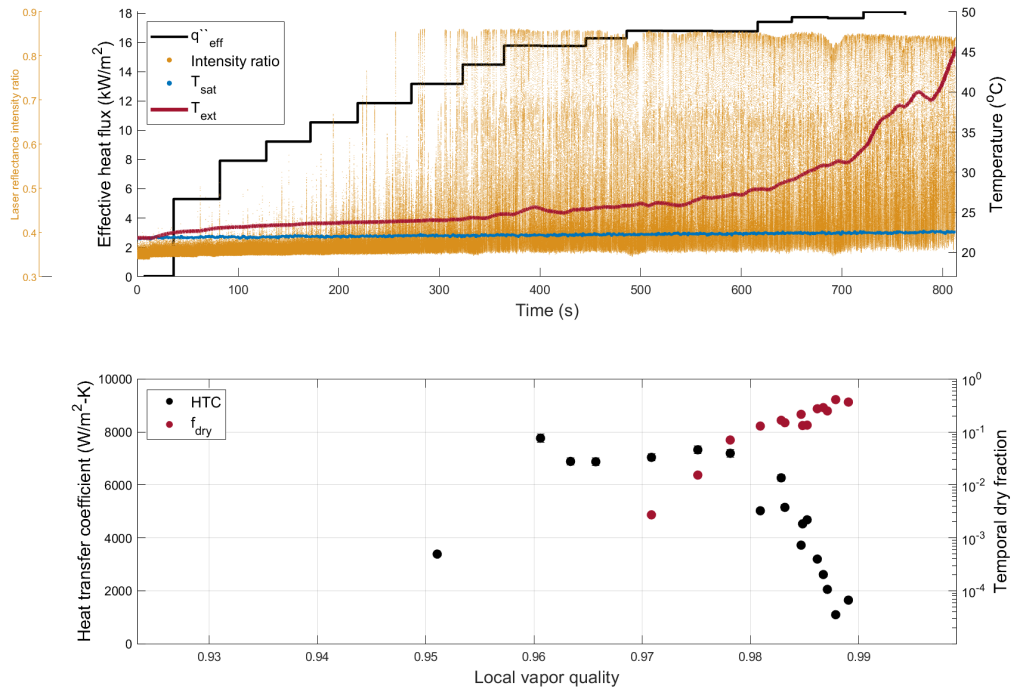 18
16
14
12
10
8
6
4
2
0
Effective heat flux (kW/m2)
0.9
0.8
0.7
0.6
0.5
0.4
0.3
Laser reflectance intensity ratio
q``eff
Intensity ratio
Tsat
Text
50
45
40
35
30
25
20
Temperature (oC)
0 100 200 300 400 500 600 700 800
Time (s)
10000
8000
6000
4000
2000
0
Heat transfer coefficient (W/m2-K)
HTC
fdry
100
10-1
10-2
10-3
10-4
Temporal dry fraction
0.93 0.94 0.95 0.96 0.97 0.98 0.99
Local vapor quality